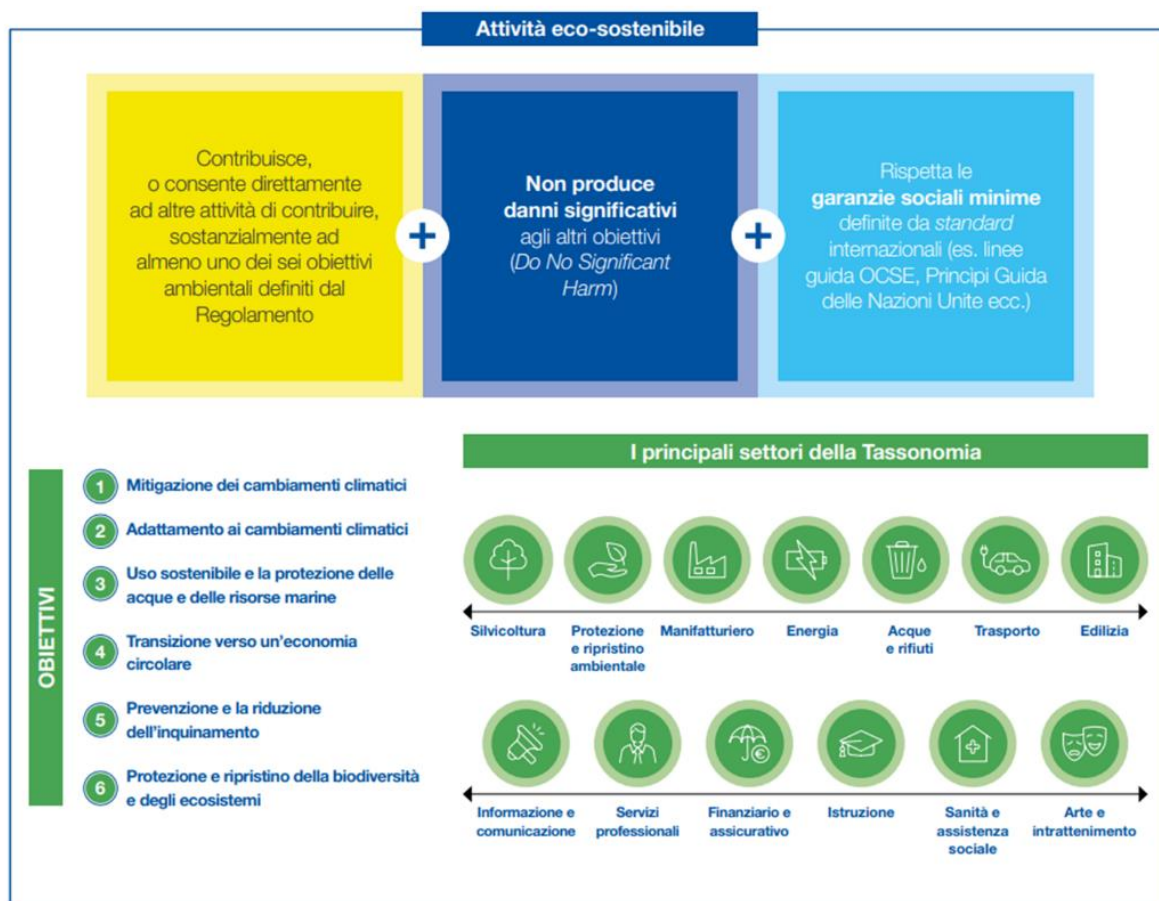 Attività eco-sostenibile
Contribuisce,
o consente direttamente
ad altre attività di contribuire,
sostanzialmente ad
almeno uno dei sei obiettivi
ambientali definiti dal
Regolamento
+
Non produce
danni significativi
agli altri obiettivi
(Do No Significant
Harm)
+
Rispetta le
garanzie sociali minime
definite da standard
internazionali (es. linee
guida OCSE, Princìpi Guida
delle Nazioni Unite ecc.)
OBIETTIVI
1 Mitigazione dei cambiamenti climatici
2 Adattamento ai cambiamenti climatici
3 Uso sostenibile e la protezione delle
acque e delle risorse marine
4 Transizione verso un'economia
circolare
5 Prevenzione e la riduzione
dell'inquinamento
6 Protezione e ripristino della biodiversità
e degli ecosistemi
I principali settori della Tassonomia
Silvicoltura
Protezione
e ripristino
ambientale
Manifatturiero
Energia
Acque
e rifiuti
Trasporto
Edilizia
€
Informazione e
comunicazione
Servizi
professionali
Finanziario e
assicurativo
Istruzione
Sanità e
assistenza
sociale
Arte e
intrattenimento